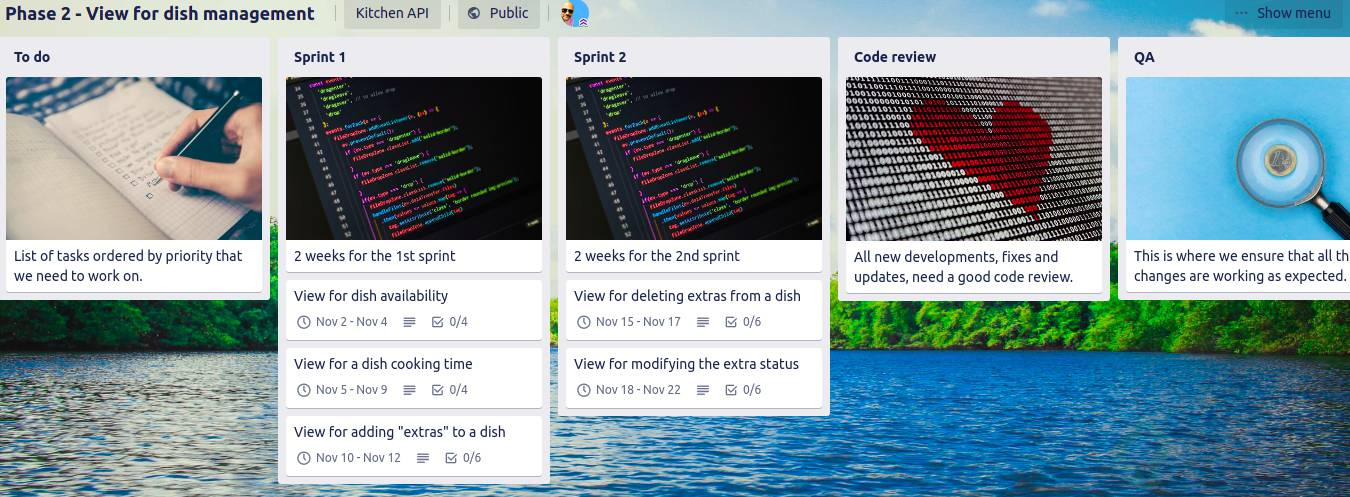 Phase 2 - View for dish management
Kitchen API
Public
Show menu
To do
List of tasks ordered by priority that
we need to work on.
Sprint 1
2 weeks for the 1st sprint
View for dish availability
Nov 2 - Nov 4
0/4
View for a dish cooking time
Nov 5 - Nov 9
0/4
View for adding "extras" to a dish
Nov 10 - Nov 12
0/6
Sprint 2
2 weeks for the 2nd sprint
View for deleting extras from a dish
Nov 15 - Nov 17
0/6
View for modifying the extra status
Nov 18 - Nov 22
0/6
Code review
All new developments, fixes and
updates, need a good code review.
QA
This is where we ensure that all th
changes are working as expected.